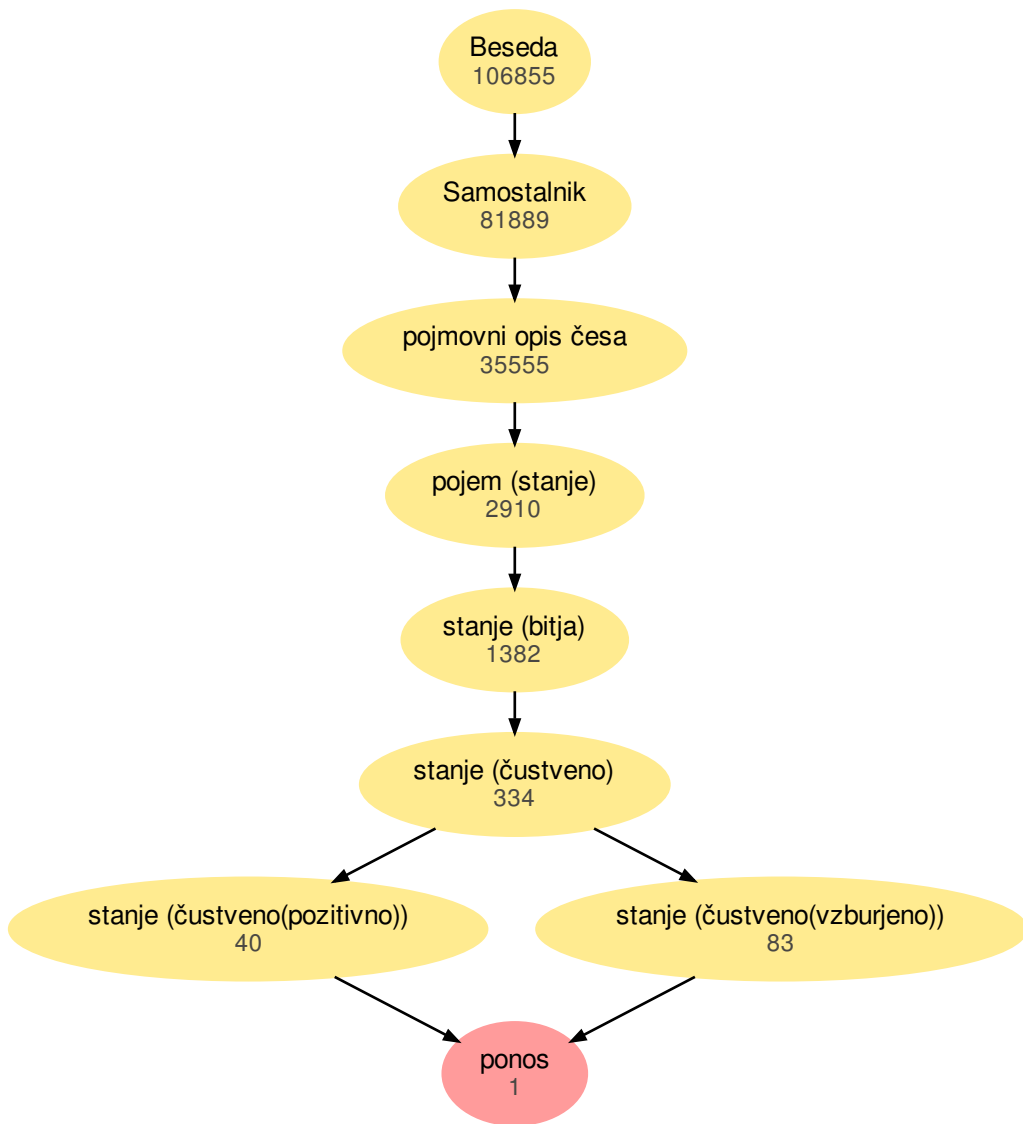 Beseda
106855
Samostalnik
81889
pojmovni opis česa
35555
pojem (stanje)
2910
stanje (bitja)
1382
stanje (čustveno)
334
stanje (čustveno(pozitivno))
40
stanje (čustveno(vzburjeno))
83
ponos
1